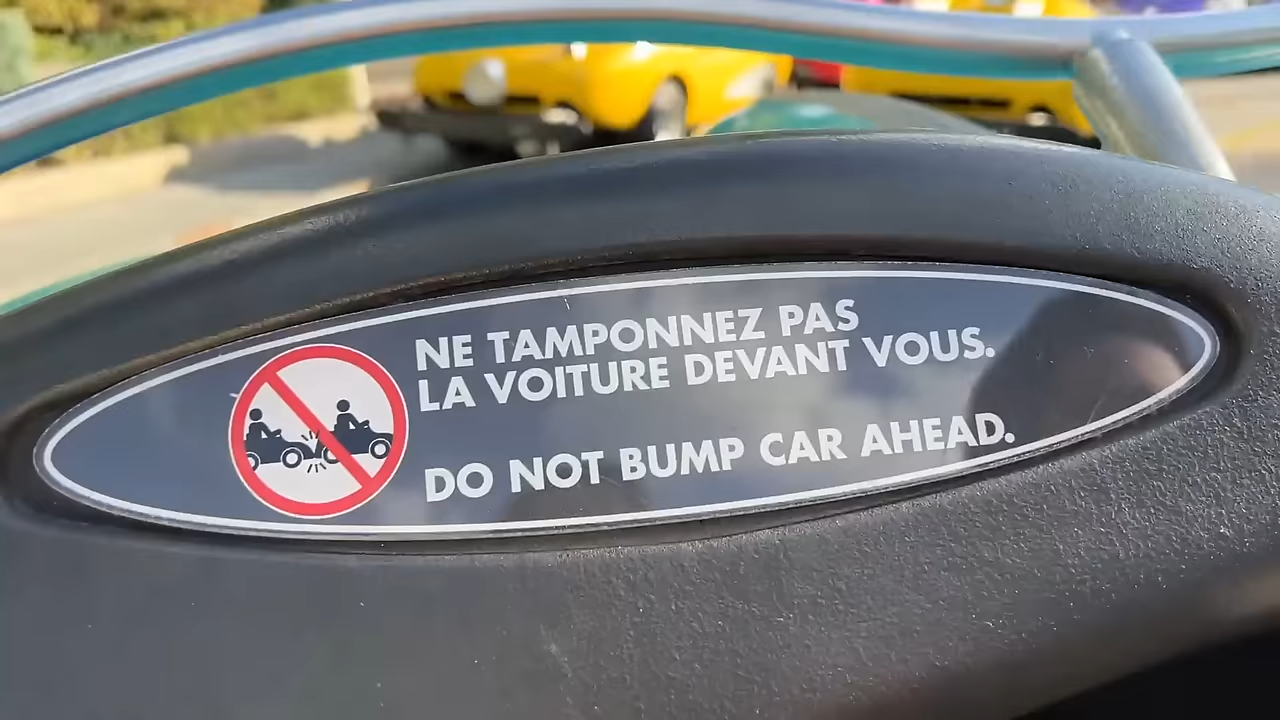 NE TAMPONNEZ PAS
LA VOITURE DEVANT VOUS.
DO NOT BUMP CAR AHEAD.